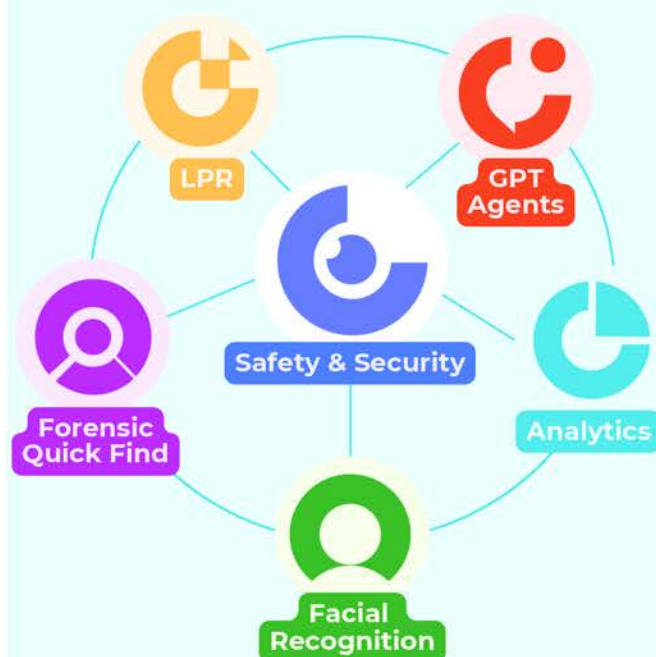 LPR
GPT
Agents
Safety & Security
Forensic
Quick Find
Analytics
Facial
Recognition